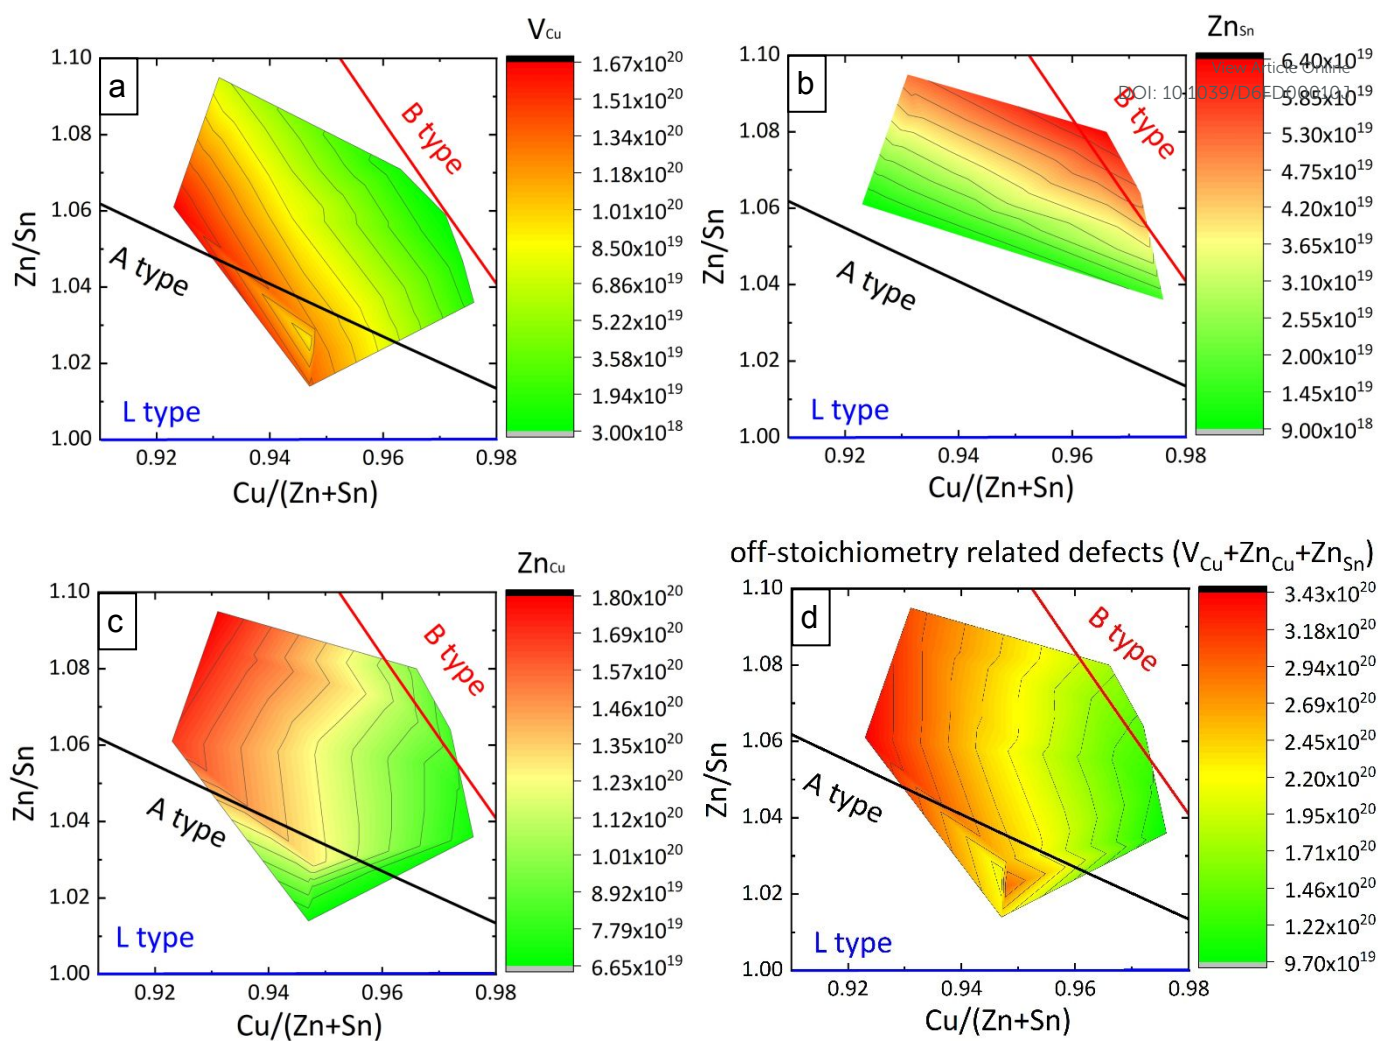 a
V_Cu
Zn/Sn
1.10
1.08
1.06
1.04
1.02
1.00
0.92 0.94 0.96 0.98
Cu/(Zn+Sn)
A type
B type
L type
1.67x10^20
1.51x10^20
1.34x10^20
1.18x10^20
1.01x10^20
8.50x10^19
6.86x10^19
5.22x10^19
3.58x10^19
1.94x10^19
3.00x10^18
b
Zn_Sn
Zn/Sn
1.10
1.08
1.06
1.04
1.02
1.00
0.92 0.94 0.96 0.98
Cu/(Zn+Sn)
A type
B type
L type
6.40x10^19
View Article Online
DOI: 10.1039/D6FD00010J
5.85x10^19
5.30x10^19
4.75x10^19
4.20x10^19
3.65x10^19
3.10x10^19
2.55x10^19
2.00x10^19
1.45x10^19
9.00x10^18
c
Zn_Cu
Zn/Sn
1.10
1.08
1.06
1.04
1.02
1.00
0.92 0.94 0.96 0.98
Cu/(Zn+Sn)
A type
B type
L type
1.80x10^20
1.69x10^20
1.57x10^20
1.46x10^20
1.35x10^20
1.23x10^20
1.12x10^20
1.01x10^20
8.92x10^19
7.79x10^19
6.65x10^19
off-stoichiometry related defects (V_Cu+Zn_Cu+Zn_Sn)
d
Zn/Sn
1.10
1.08
1.06
1.04
1.02
1.00
0.92 0.94 0.96 0.98
Cu/(Zn+Sn)
A type
B type
L type
3.43x10^20
3.18x10^20
2.94x10^20
2.69x10^20
2.45x10^20
2.20x10^20
1.95x10^20
1.71x10^20
1.46x10^20
1.22x10^20
9.70x10^19